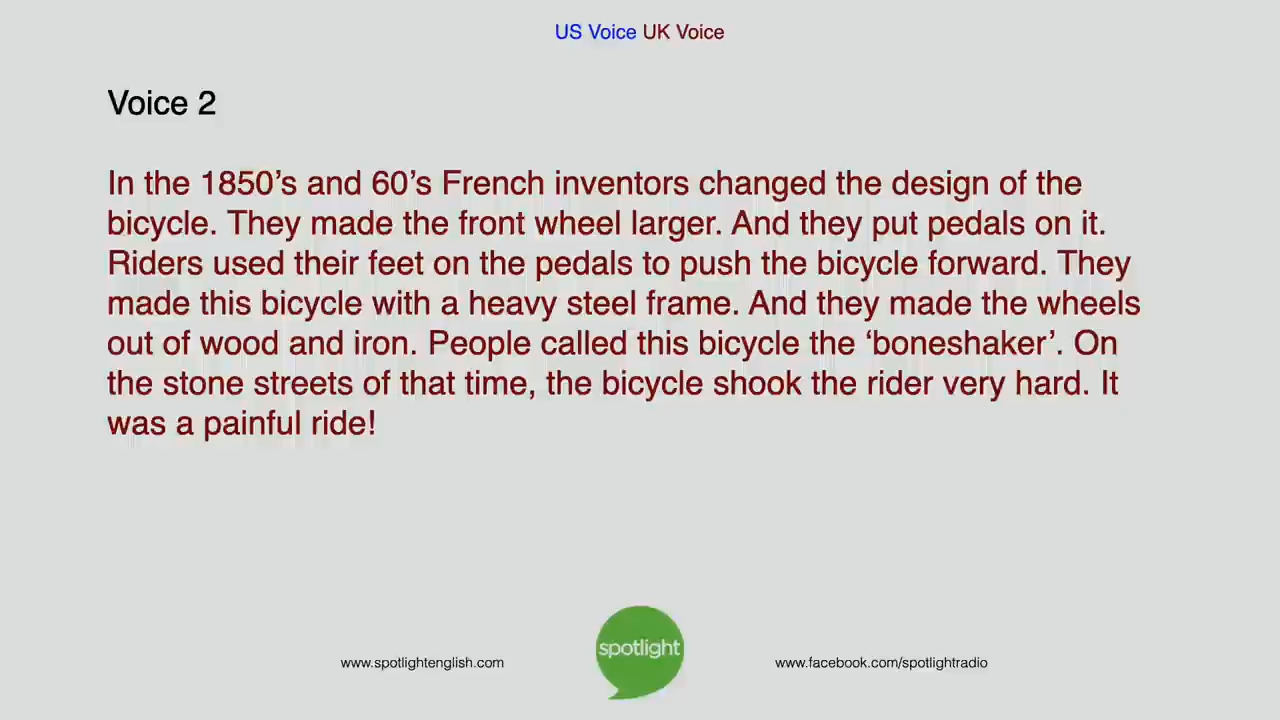 US Voice UK Voice
Voice 2
In the 1850’s and 60’s French inventors changed the design of the
bicycle. They made the front wheel larger. And they put pedals on it.
Riders used their feet on the pedals to push the bicycle forward. They
made this bicycle with a heavy steel frame. And they made the wheels
out of wood and iron. People called this bicycle the ‘boneshaker’. On
the stone streets of that time, the bicycle shook the rider very hard. It
was a painful ride!
www.spotlightenglish.com
spotlight
www.facebook.com/spotlightradio